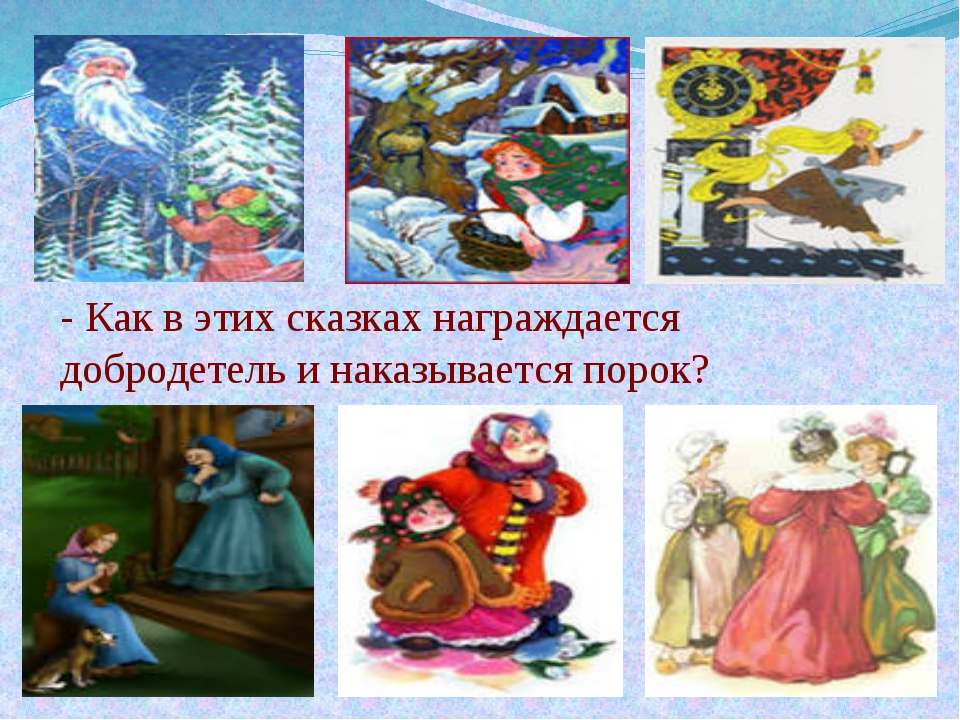 - Как в этих сказках награждается
добродетель и наказывается порок?